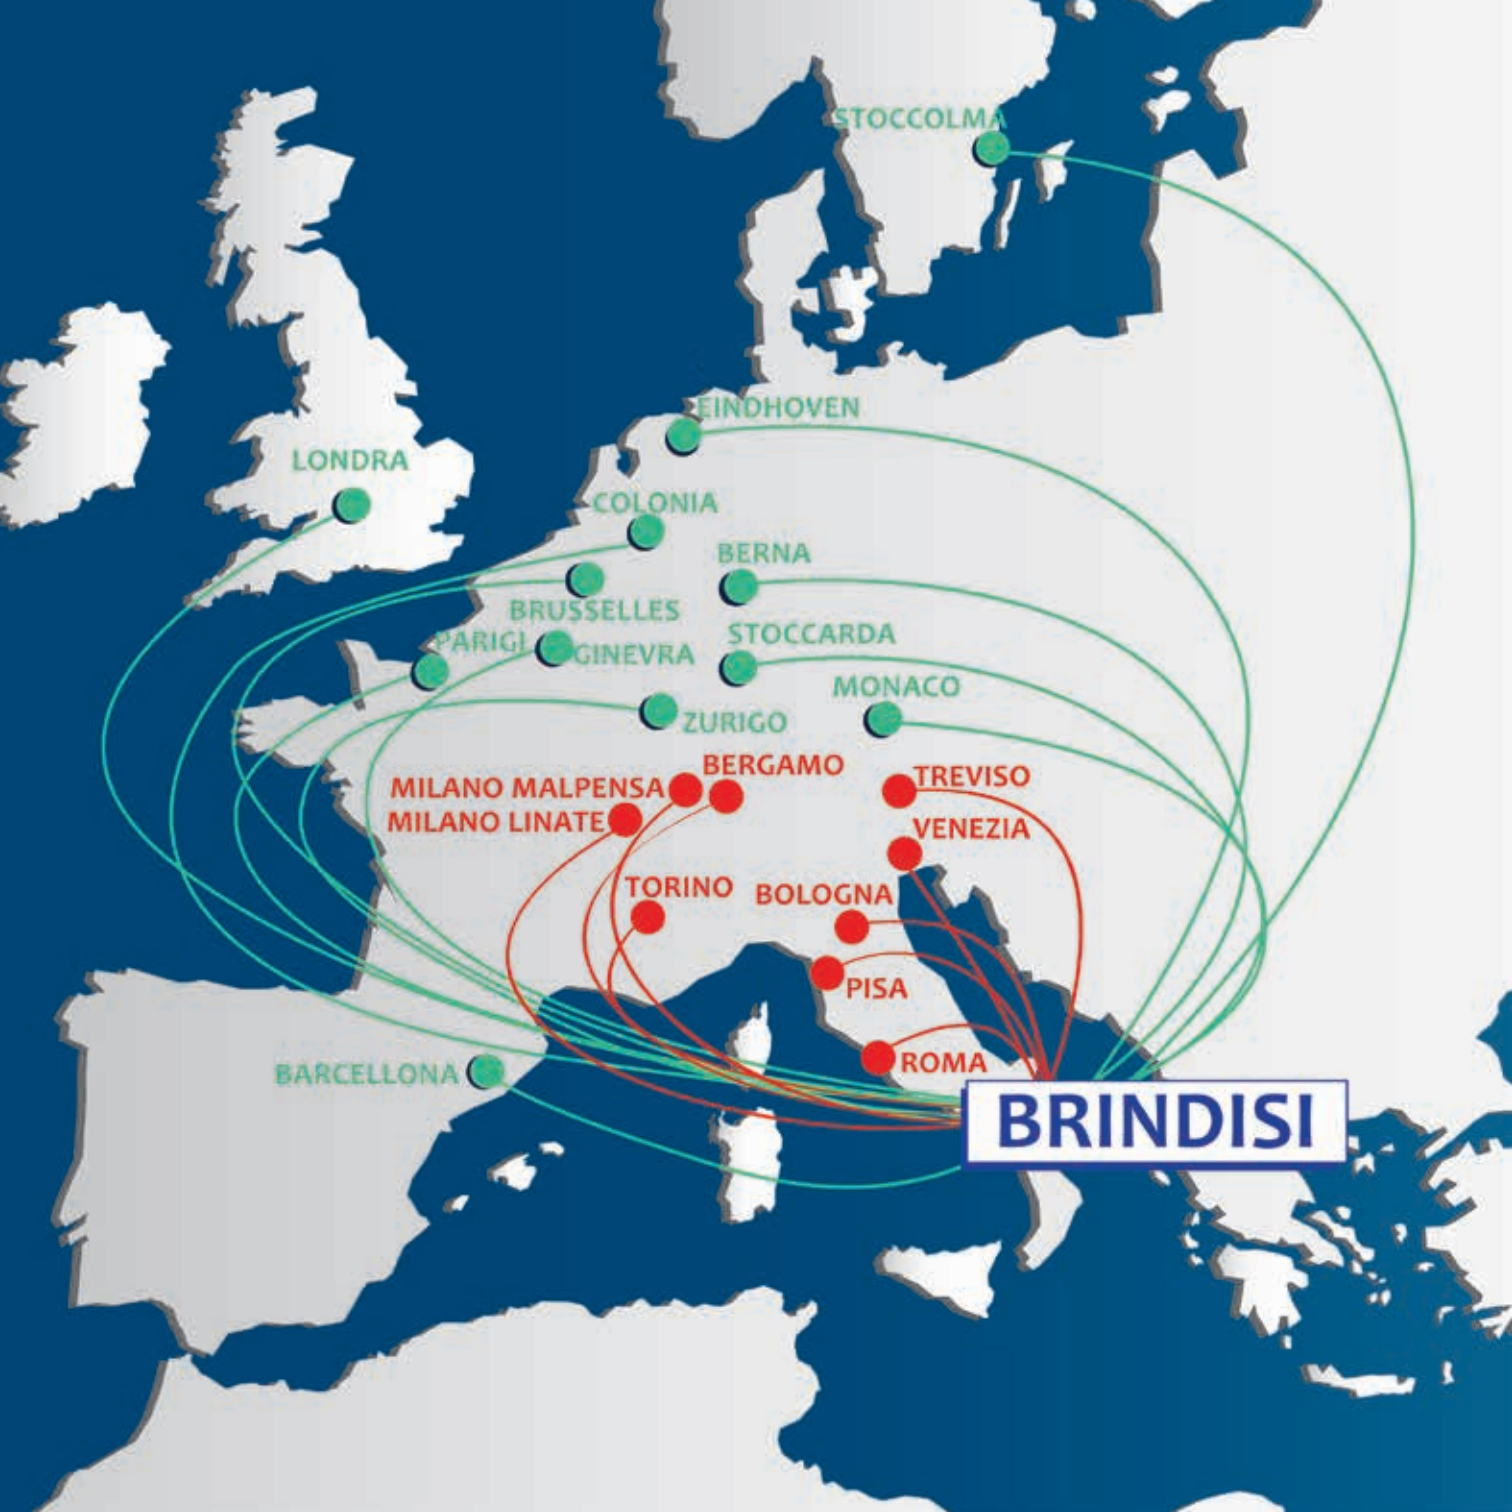 STOCCOLMA
EINDHOVEN
LONDRA
COLONIA
BERNA
BRUSSELLES
STOCCARDA
PARIGI
GINEVRA
MONACO
ZURIGO
BERGAMO
TREVISO
MILANO MALPENSA
MILANO LINATE
VENEZIA
TORINO
BOLOGNA
PISA
ROMA
BARCELLONA
BRINDISI